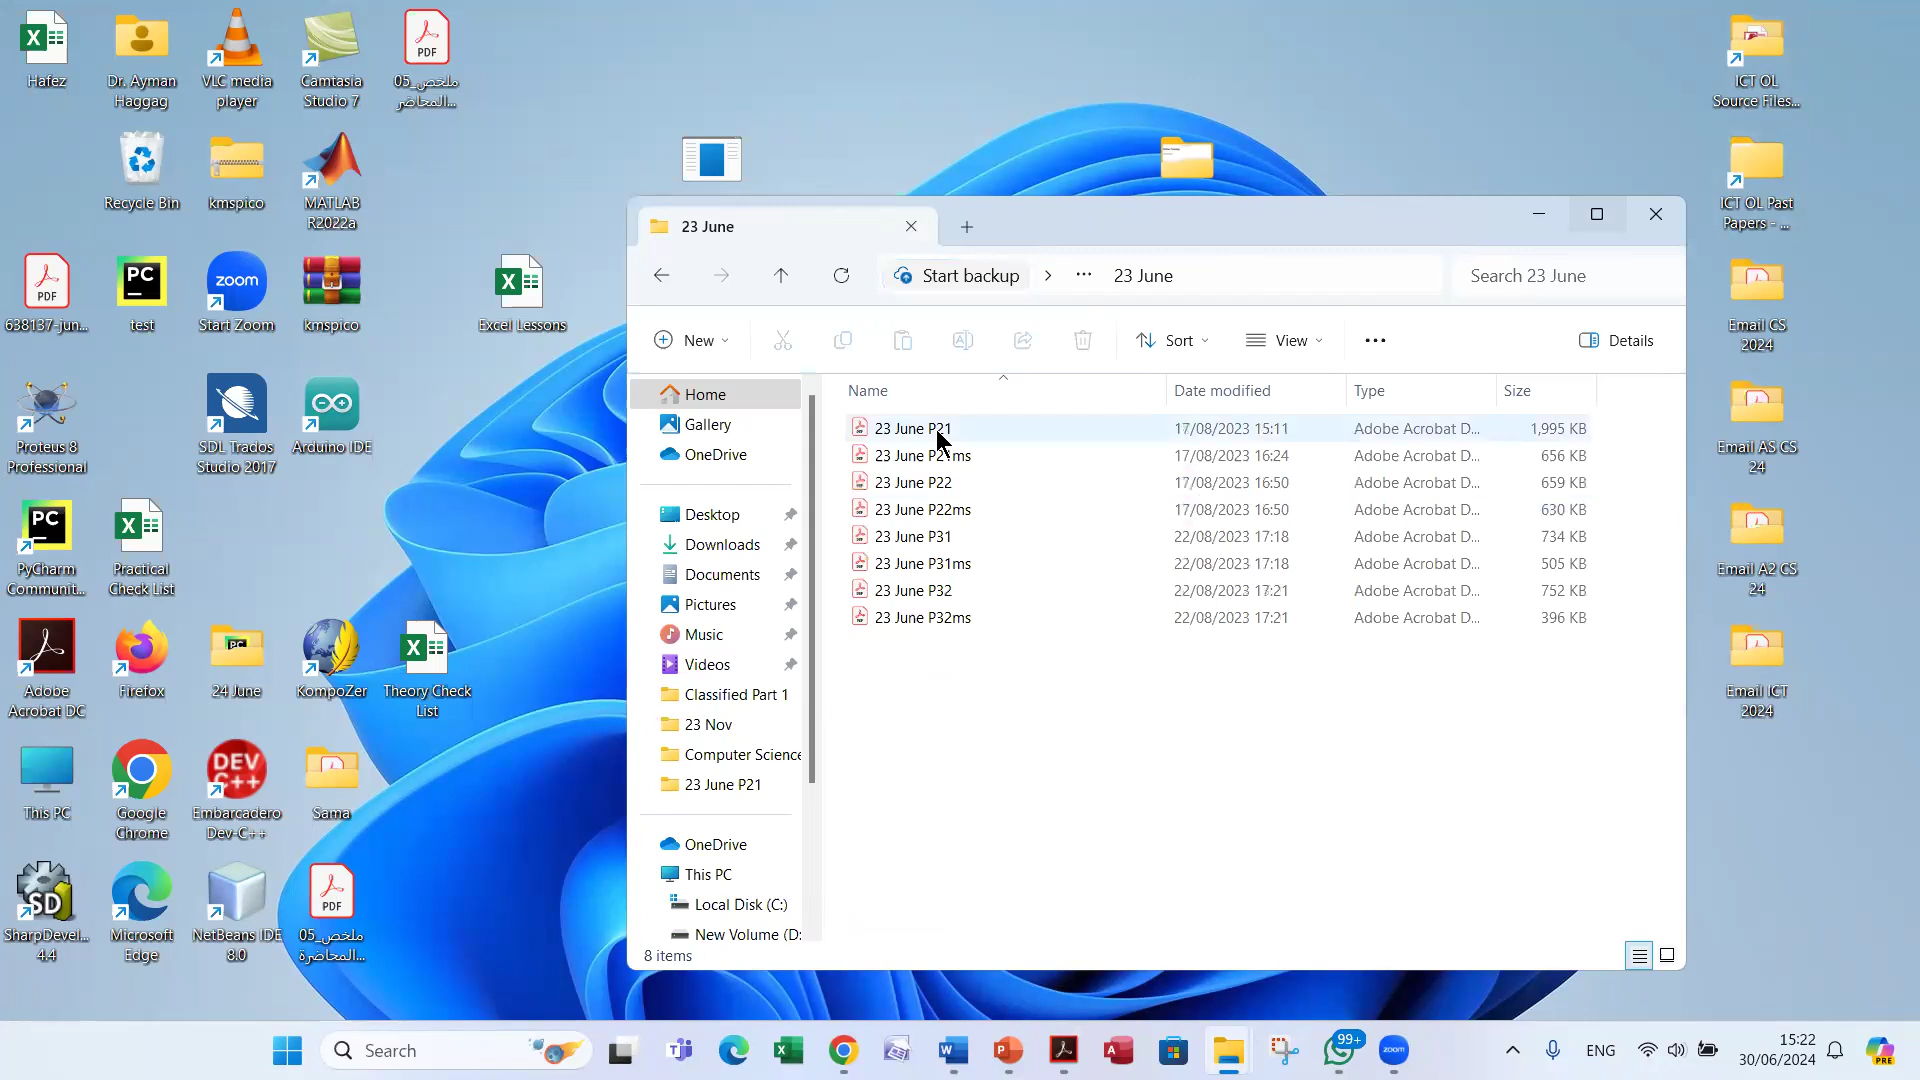 Hafez
Dr. Ayman
Haggag
VLC media
player
Camtasia
Studio 7
PDF
ملخص_05
المحاضر...
ICT OL
Source Files...
Recycle Bin
kmspico
MATLAB
R2022a
ICT OL Past
Papers - ...
23 June
Start backup
23 June
Search 23 June
New
Sort
View
Details
PDF
638137-jun...
PC
test
zoom
Start Zoom
kmspico
Excel Lessons
Email CS
2024
Name
Date modified
Type
Size
23 June P21
17/08/2023 15:11
Adobe Acrobat D...
1,995 KB
23 June P21ms
17/08/2023 16:24
Adobe Acrobat D...
656 KB
23 June P22
17/08/2023 16:50
Adobe Acrobat D...
659 KB
23 June P22ms
17/08/2023 16:50
Adobe Acrobat D...
630 KB
23 June P31
22/08/2023 17:18
Adobe Acrobat D...
734 KB
23 June P31ms
22/08/2023 17:18
Adobe Acrobat D...
505 KB
23 June P32
22/08/2023 17:21
Adobe Acrobat D...
752 KB
23 June P32ms
22/08/2023 17:21
Adobe Acrobat D...
396 KB
Home
Gallery
OneDrive
Desktop
Downloads
Documents
Pictures
Music
Videos
Classified Part 1
23 Nov
Computer Science
23 June P21
OneDrive
This PC
Local Disk (C:)
New Volume (D:
8 items
Proteus 8
Professional
SDL Trados
Studio 2017
Arduino IDE
Email AS CS
24
PC
PyCharm
Communit...
Practical
Check List
Email A2 CS
24
Adobe
Acrobat DC
Firefox
24 June
KompoZer
Theory Check
List
Email ICT
2024
This PC
Google
Chrome
DEV
C++
Embarcadero
Dev-C++
Sama
SD
SharpDevel...
4.4
Microsoft
Edge
NetBeans IDE
8.0
PDF
ملخص_05
المحاضرة...
Search
99+
zoom
ENG
15:22
30/06/2024
PRE